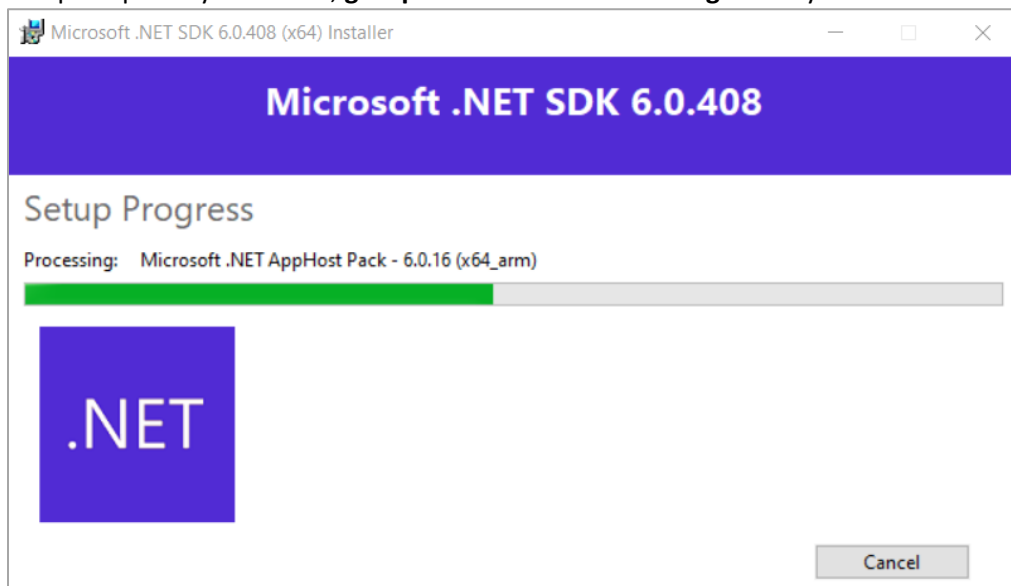 Microsoft .NET SDK 6.0.408 (x64) Installer
Microsoft .NET SDK 6.0.408
Setup Progress
Processing: Microsoft .NET AppHost Pack - 6.0.16 (x64_arm)
.NET
Cancel